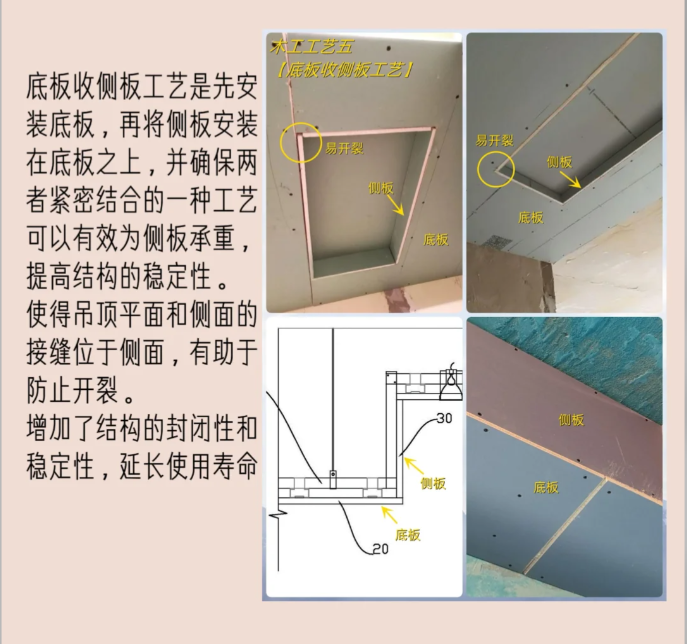 底板收侧板工艺是先安
装底板，再将侧板安装
在底板之上，并确保两
者紧密结合的一种工艺
可以有效为侧板承重，
提高结构的稳定性。
使得吊顶平面和侧面的
接缝位于侧面，有助于
防止开裂。
增加了结构的封闭性和
稳定性，延长使用寿命
木工工艺五
【底板收侧板工艺】
易开裂
侧板
底板
易开裂
侧板
底板
30
侧板
底板
20
侧板
底板